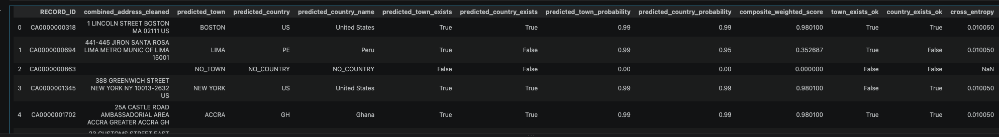 RECORD_ID combined_address_cleaned predicted_town predicted_country predicted_country_name predicted_town_exists predicted_country_exists predicted_town_probability predicted_country_probability composite_weighted_score town_exists_ok country_exists_ok cross_entropy
0 CA0000000318 1 LINCOLN STREET BOSTON
MA 02111 US BOSTON US United States True True 0.99 0.99 0.980100 True True 0.010050
1 CA0000000694 441-445 JIRON SANTA ROSA
LIMA METRO MUNIC OF LIMA
15001 LIMA PE Peru True False 0.99 0.95 0.352687 True False 0.010050
2 CA0000000863 NO_TOWN NO_COUNTRY NO_COUNTRY False False 0.00 0.00 0.000000 False False NaN
3 CA0000001345 388 GREENWICH STREET
NEW YORK NY 10013-2632
US NEW YORK US United States True True 0.99 0.99 0.980100 False True 0.010050
4 CA0000001702 25A CASTLE ROAD
AMBASSADORIAL AREA
ACCRA GREATER ACCRA GH ACCRA GH Ghana True True 0.99 0.99 0.980100 True True 0.010050
23 CUSTOMS STREET EAST